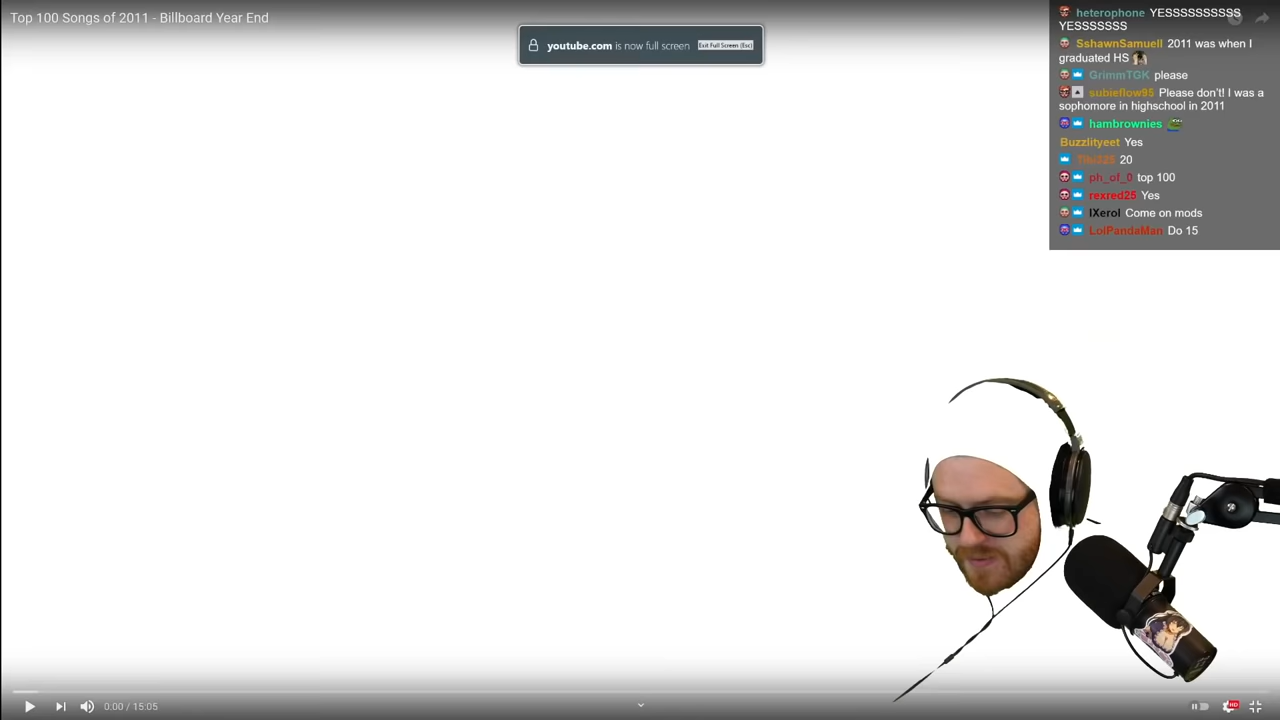 Top 100 Songs of 2011 - Billboard Year End
youtube.com is now full screen Exit Full Screen (Esc)
heterophone YESSSSSSSSSS
YESSSSSSS
SshawnSamuell 2011 was when I
graduated HS
GrimmTGK please
subieflow95 Please don't! I was a
sophomore in highschool in 2011
hambrownies
Buzzlityeet Yes
Tibi325 20
ph_of_0 top 100
rexred25 Yes
IXerol Come on mods
LolPandaMan Do 15
0:00 / 15:05
HD